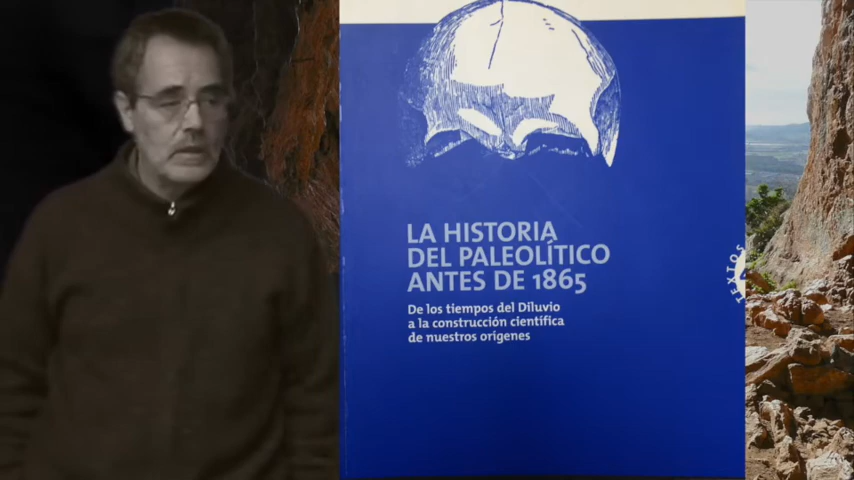 LA HISTORIA
DEL PALEOLÍTICO
ANTES DE 1865
De los tiempos del Diluvio
a la construcción científica
de nuestros orígenes
TEXTOS